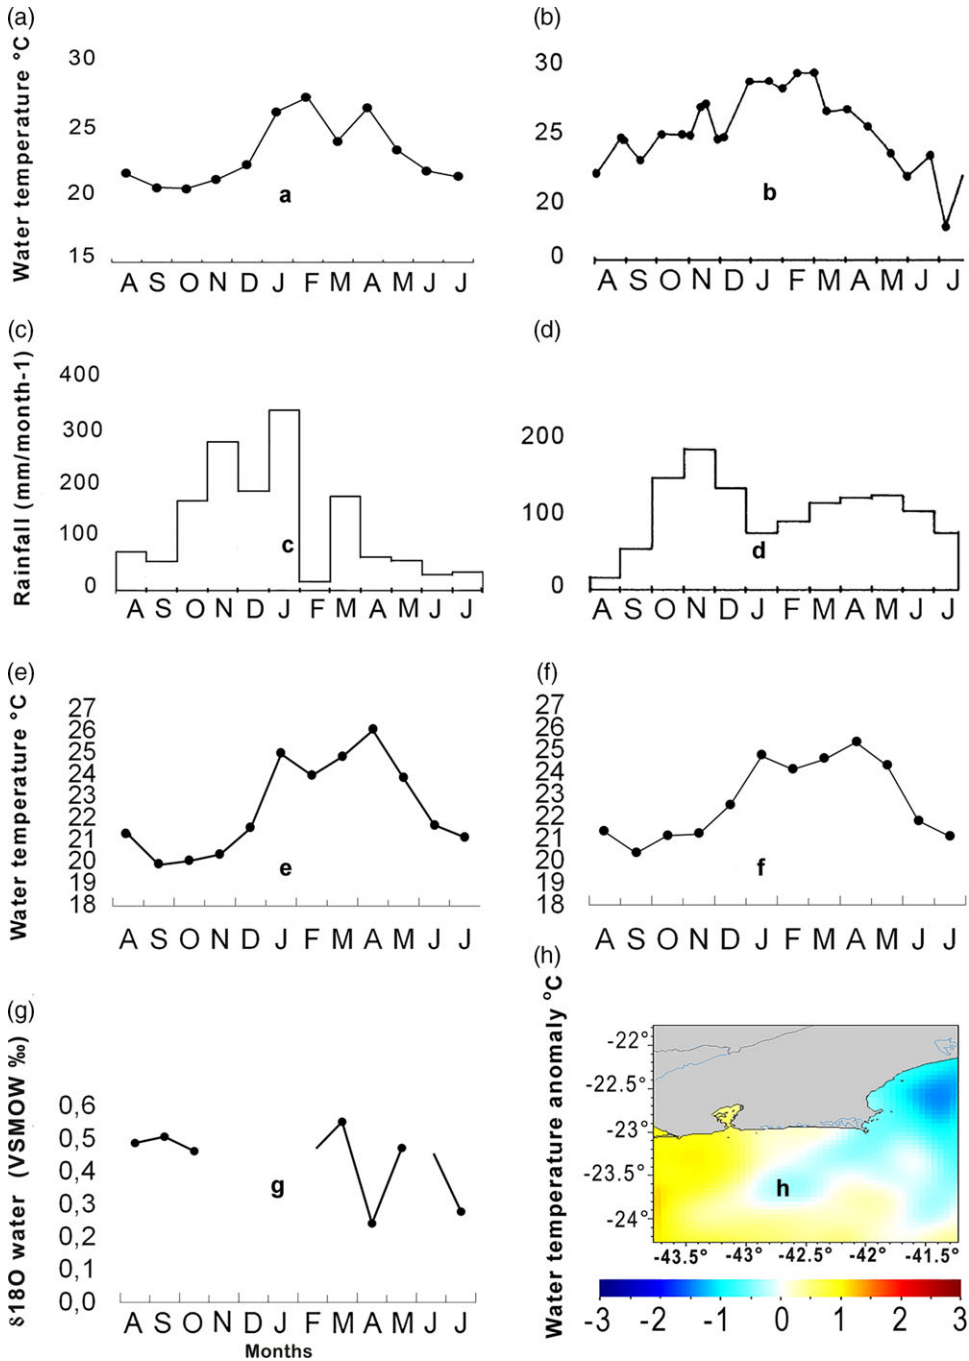 (a)
Water temperature °C
30
25
20
15
a
A S O N D J F M A M J J
(b)
30
25
20
0
b
A S O N D J F M A M J J
(c)
Rainfall (mm/month-1)
400
300
200
100
0
c
A S O N D J F M A M J J
(d)
200
100
0
d
A S O N D J F M A M J J
(e)
Water temperature °C
27
26
25
24
23
22
21
20
19
18
e
A S O N D J F M A M J J
(f)
27
26
25
24
23
22
21
20
19
18
f
A S O N D J F M A M J J
(g)
δ18O water (VSMOW ‰)
0,6
0,5
0,4
0,3
0,2
0,1
0,0
g
A S O N D J F M A M J J
Months
(h)
Water temperature anomaly °C
-22°
-22.5°
-23°
-23.5°
-24°
h
-43.5° -43° -42.5° -42° -41.5°
-3 -2 -1 0 1 2 3